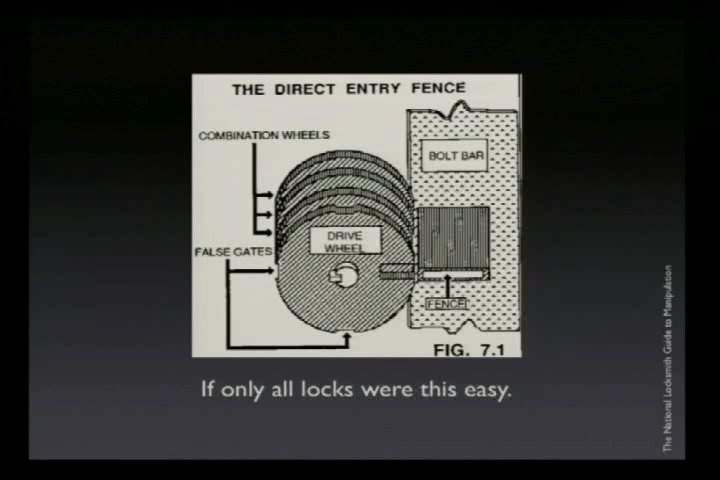 THE DIRECT ENTRY FENCE
COMBINATION WHEELS
BOLT BAR
DRIVE
WHEEL
FALSE GATES
FENCE
FIG. 7.1
If only all locks were this easy.
The National Locksmith Guide to Manipulation